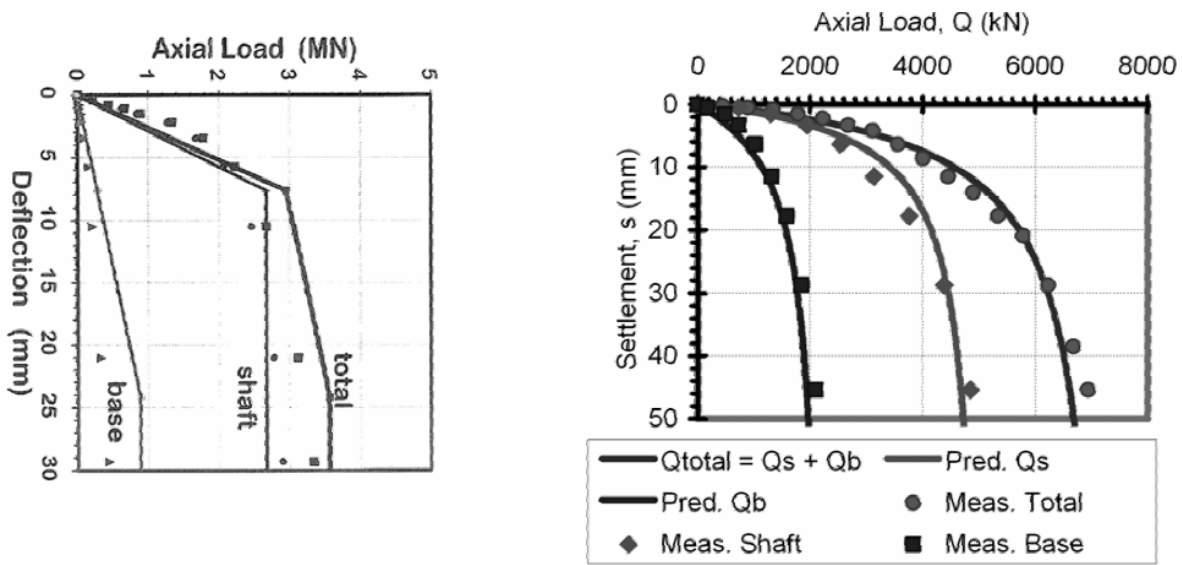 Axial Load (MN)
0 1 2 3 4 5
0
5
10
15
20
25
30
Deflection (mm)
base
shaft
total
Axial Load, Q (kN)
0 2000 4000 6000 8000
0
10
20
30
40
50
Settlement, s (mm)
Qtotal = Qs + Qb Pred. Qs
Pred. Qb Meas. Total
Meas. Shaft Meas. Base